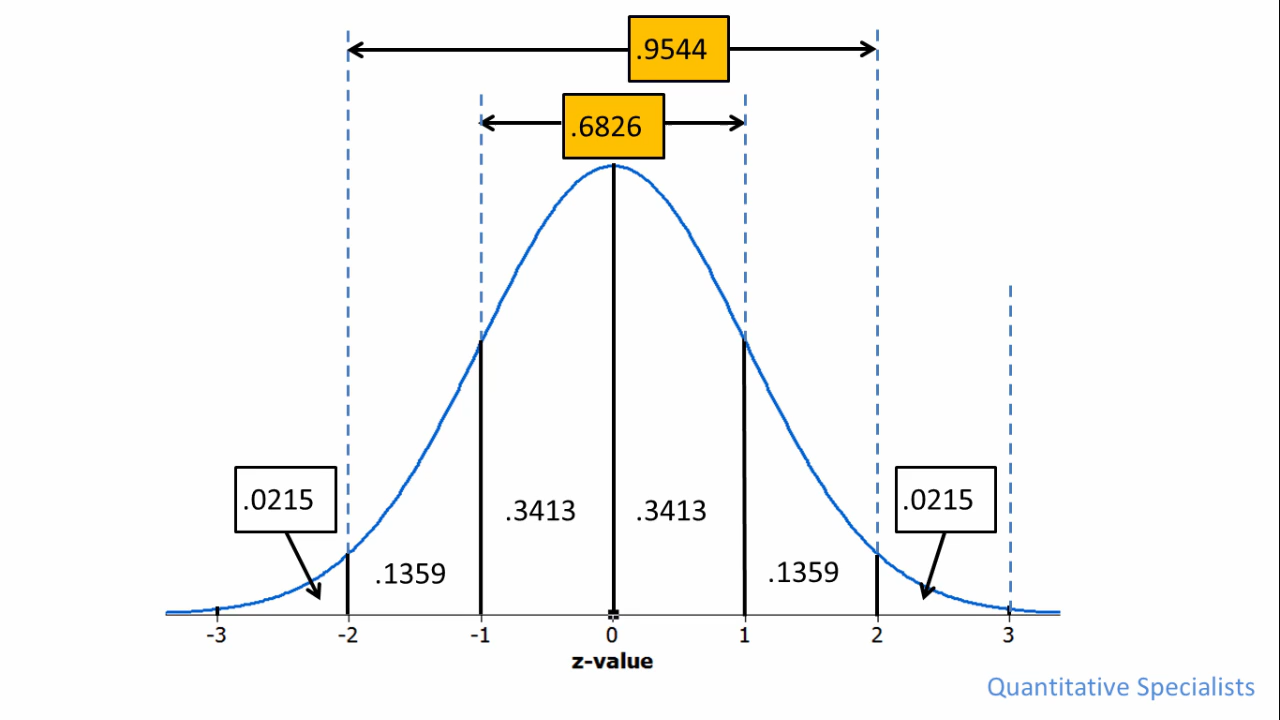 .9544
.6826
.0215
.0215
.3413
.3413
.1359
.1359
-3 -2 -1 0 1 2 3
z-value
Quantitative Specialists